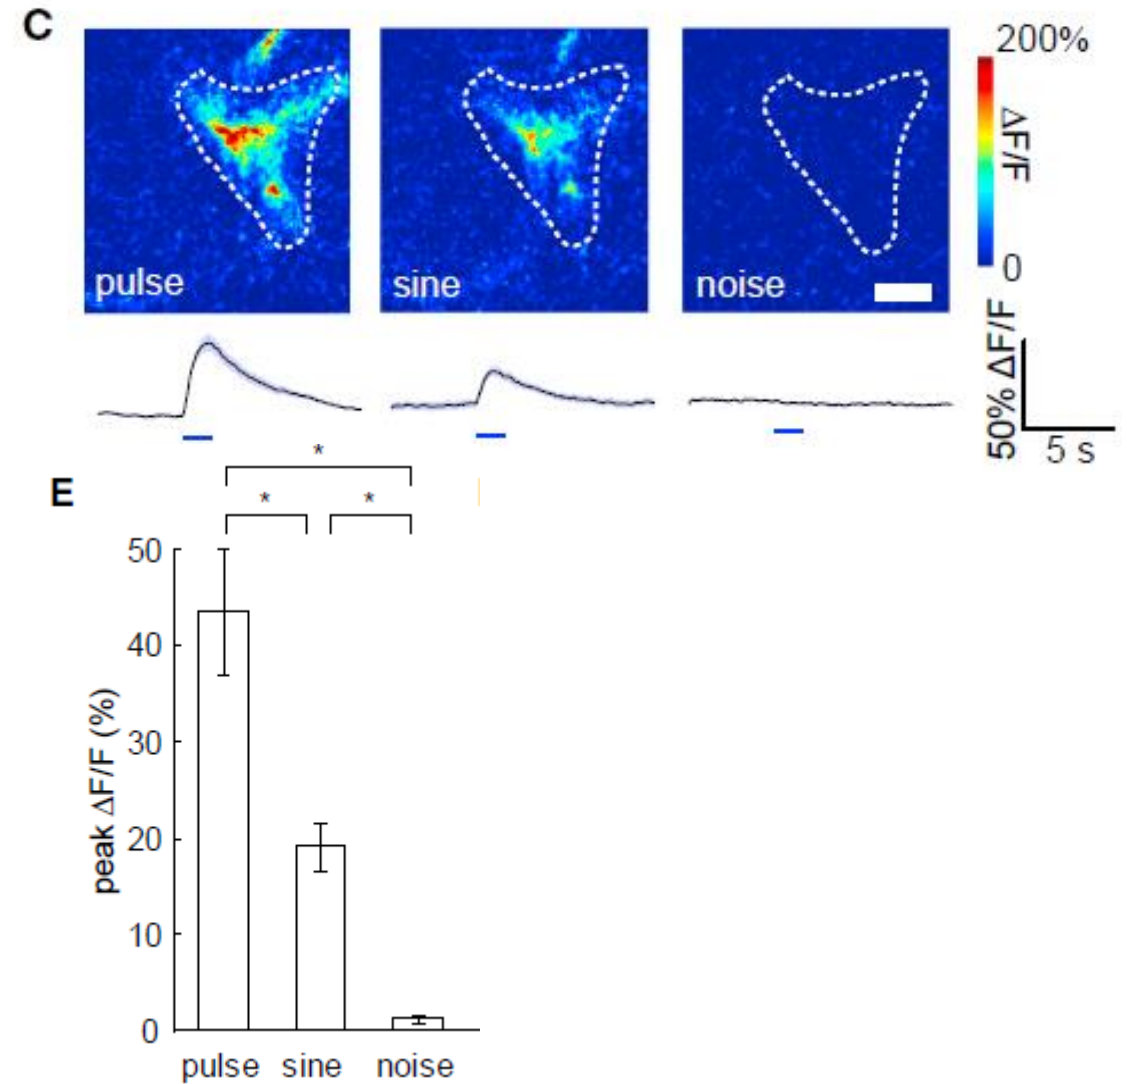 C
200%
ΔF/F
0
pulse
sine
noise
50% ΔF/F
5 s
E
*
*
*
50
40
30
20
10
0
peak ΔF/F (%)
pulse
sine
noise